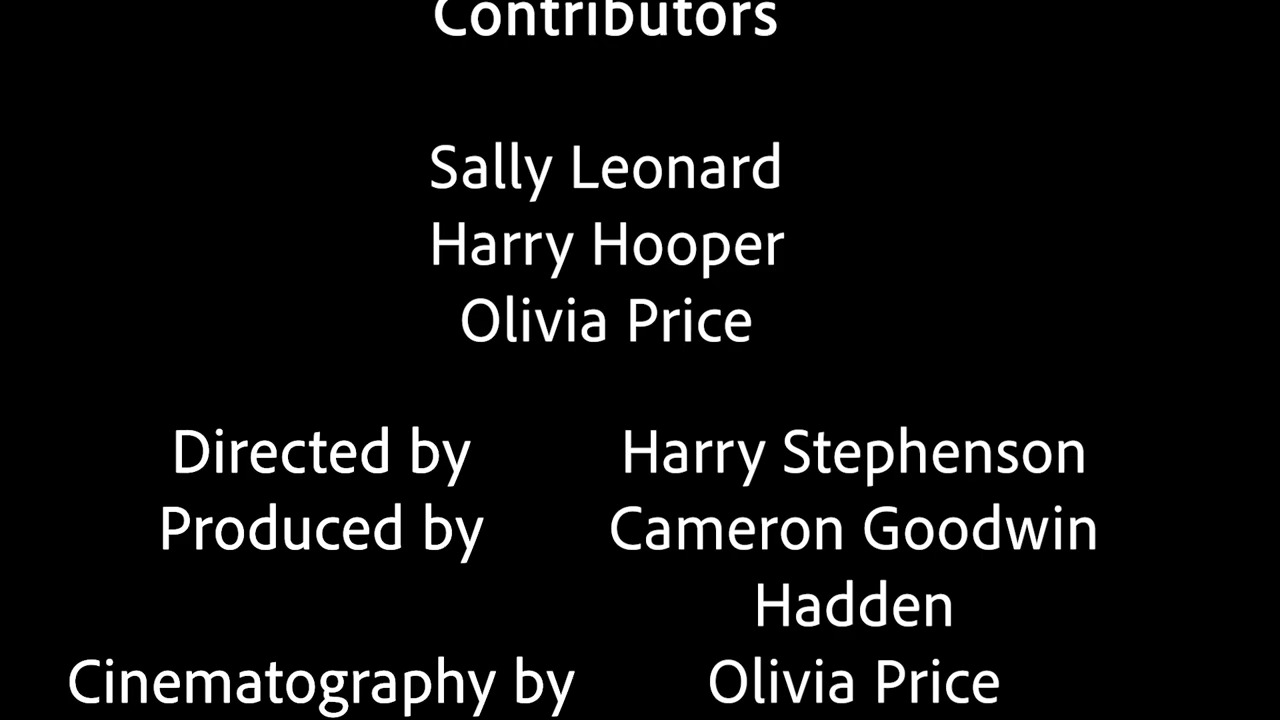 Contributors
Sally Leonard
Harry Hooper
Olivia Price
Directed by Harry Stephenson
Produced by Cameron Goodwin
Hadden
Cinematography by Olivia Price